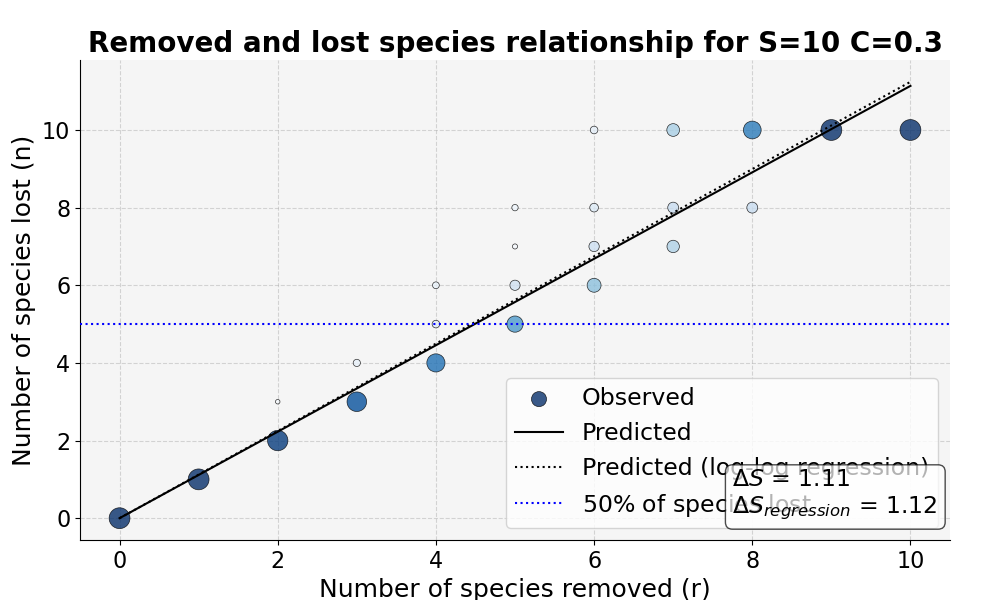 Removed and lost species relationship for S=10 C=0.3
Number of species lost (n)
10
8
6
4
2
0
Observed
Predicted
Predicted (log-log regression)
50% of species lost
ΔS = 1.11
ΔS_regression = 1.12
0 2 4 6 8 10
Number of species removed (r)